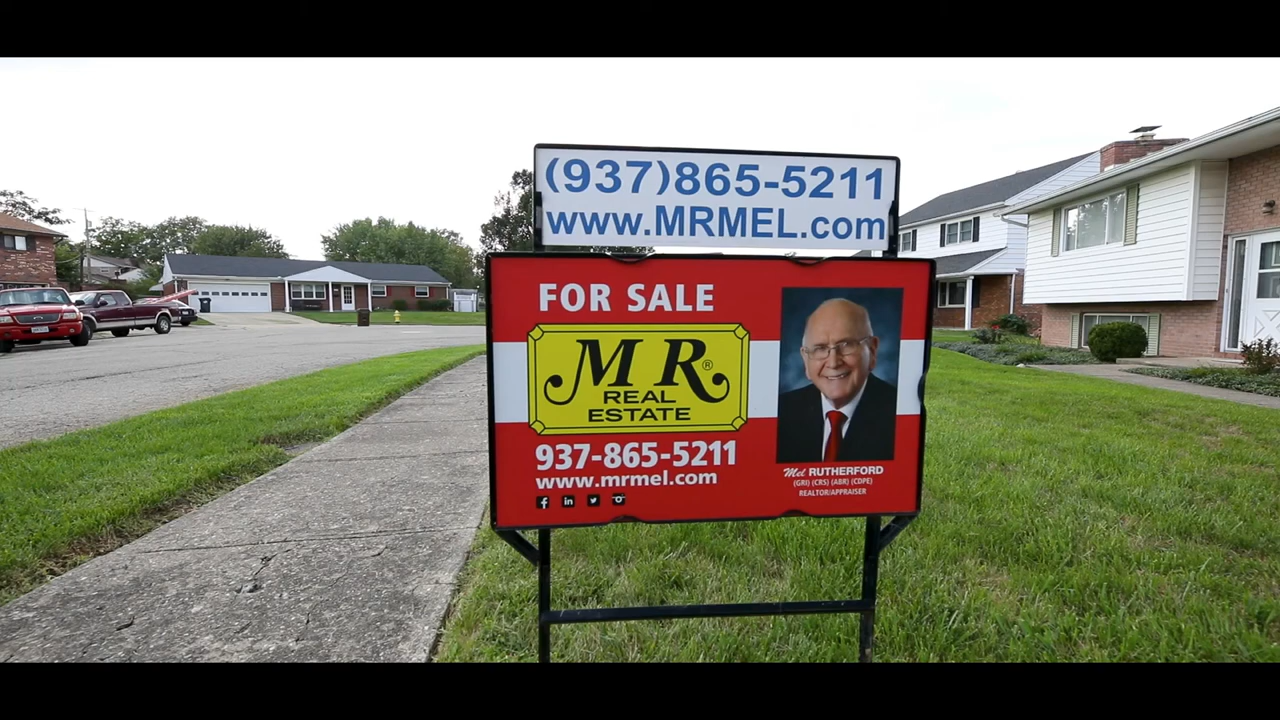 (937)865-5211
www.MRMEL.com
FOR SALE
MR®
REAL
ESTATE
937-865-5211
www.mrmel.com
Mel RUTHERFORD
(GRI) (CRS) (ABR) (CDPE)
REALTOR/APPRAISER